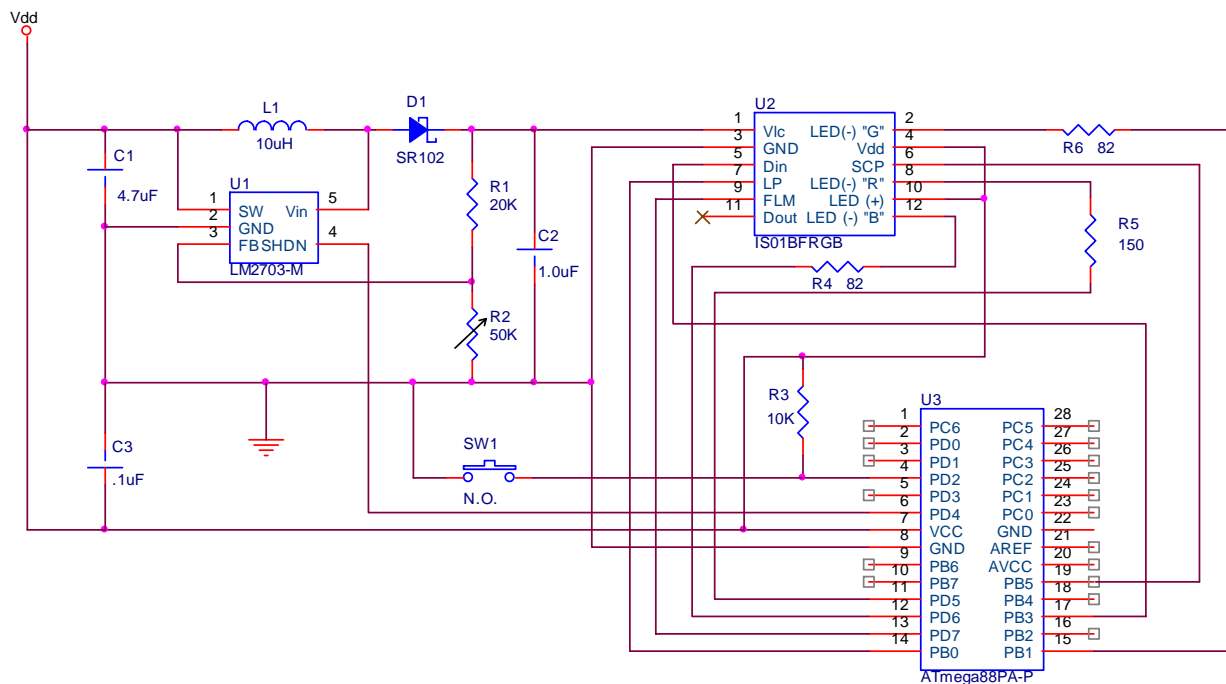 Vdd
L1
10uH
D1
SR102
C1
4.7uF
U1
1 SW Vin 5
2 GND
3 FB SHDN 4
LM2703-M
R1
20K
C2
1.0uF
R2
50K
C3
.1uF
SW1
N.O.
U2
1 Vlc LED(-) "G" 2
3 GND Vdd 4
5 Din SCP 6
7 LP LED(-) "R" 8
9 FLM LED (+) 10
11 Dout LED (-) "B" 12
IS01BFRGB
R6 82
R5
150
R4 82
R3
10K
U3
1 PC6 PC5 28
2 PD0 PC4 27
3 PD1 PC3 26
4 PD2 PC2 25
5 PD3 PC1 24
6 PD4 PC0 23
7 VCC GND 22
8 GND AREF 21
9 PB6 AVCC 20
10 PB7 PB5 19
11 PD5 PB4 18
12 PD6 PB3 17
13 PD7 PB2 16
14 PB0 PB1 15
ATmega88PA-P